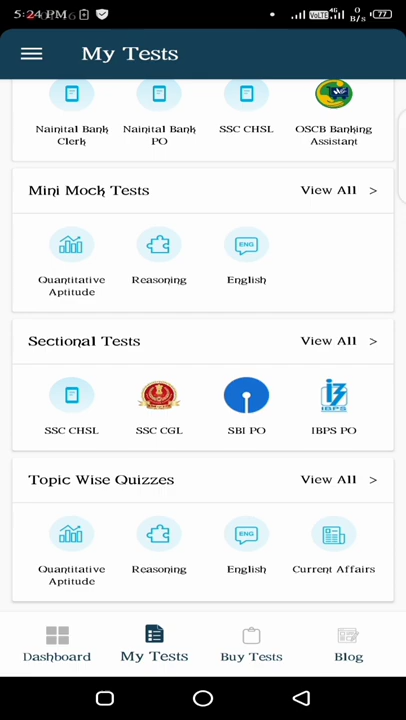 5:24 PM
VoLTE 4G 0 B/s 77
My Tests
Nainital Bank Clerk
Nainital Bank PO
SSC CHSL
OSCB Banking Assistant
Mini Mock Tests
View All >
Quantitative Aptitude
Reasoning
ENG
English
Sectional Tests
View All >
SSC CHSL
SSC CGL
SBI PO
IBPS
IBPS PO
Topic Wise Quizzes
View All >
Quantitative Aptitude
Reasoning
ENG
English
Current Affairs
Dashboard
My Tests
Buy Tests
Blog